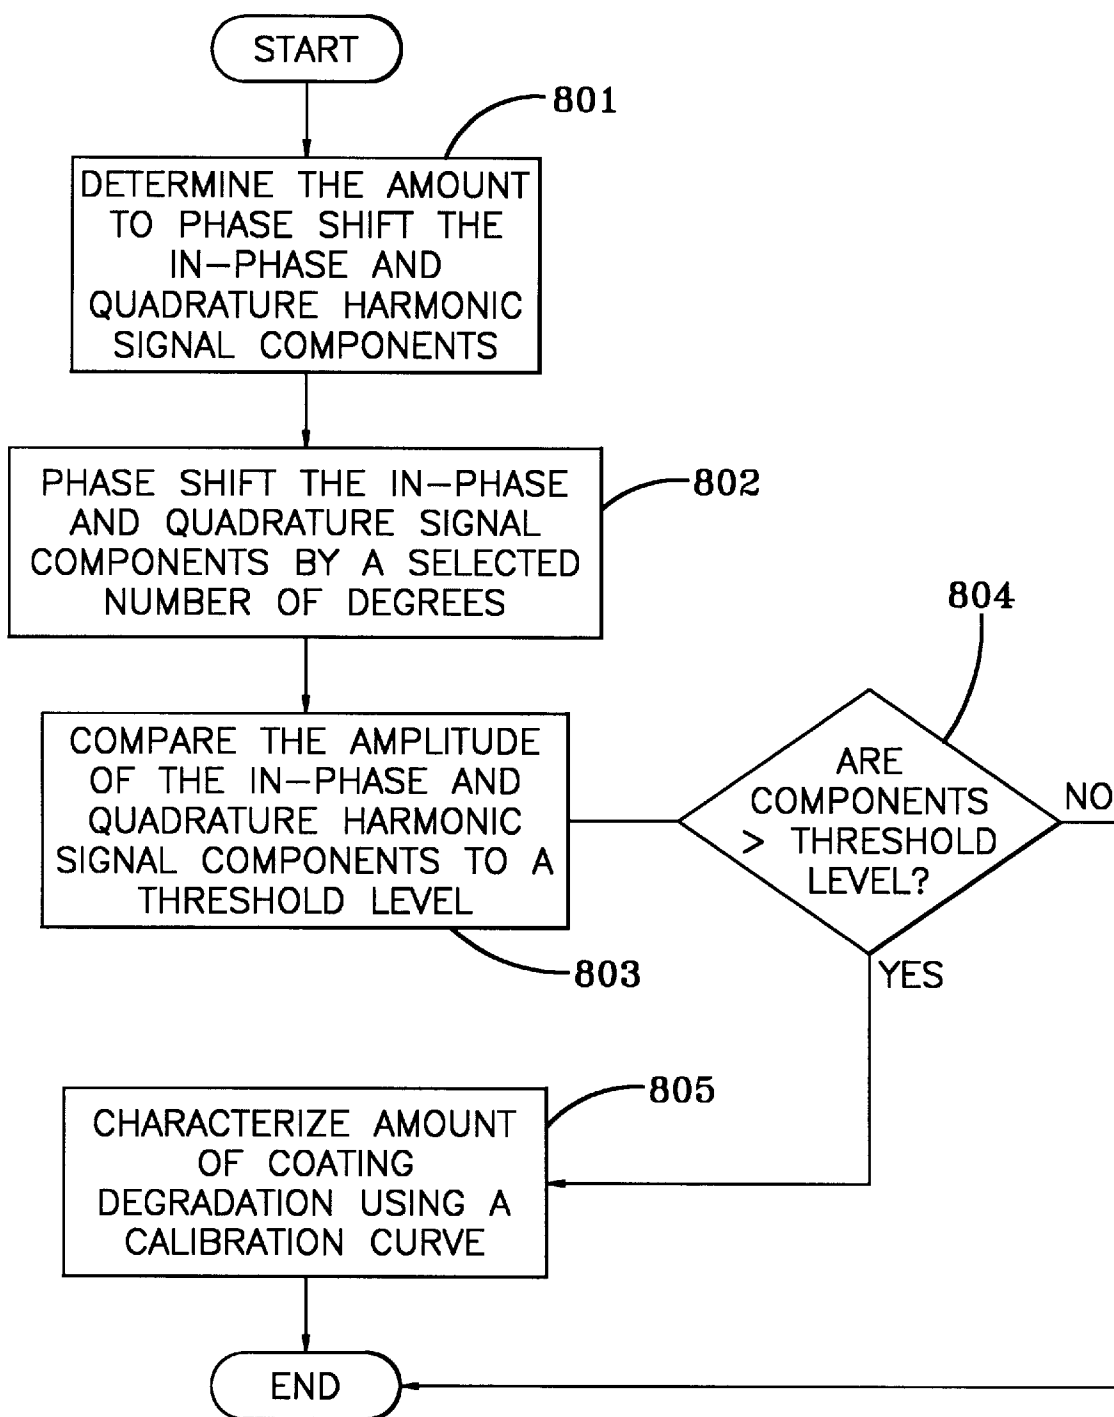 START
801
DETERMINE THE AMOUNT
TO PHASE SHIFT THE
IN-PHASE AND
QUADRATURE HARMONIC
SIGNAL COMPONENTS
802
PHASE SHIFT THE IN-PHASE
AND QUADRATURE SIGNAL
COMPONENTS BY A SELECTED
NUMBER OF DEGREES
803
COMPARE THE AMPLITUDE
OF THE IN-PHASE AND
QUADRATURE HARMONIC
SIGNAL COMPONENTS TO A
THRESHOLD LEVEL
804
ARE
COMPONENTS
> THRESHOLD
LEVEL?
NO
YES
805
CHARACTERIZE AMOUNT
OF COATING
DEGRADATION USING A
CALIBRATION CURVE
END